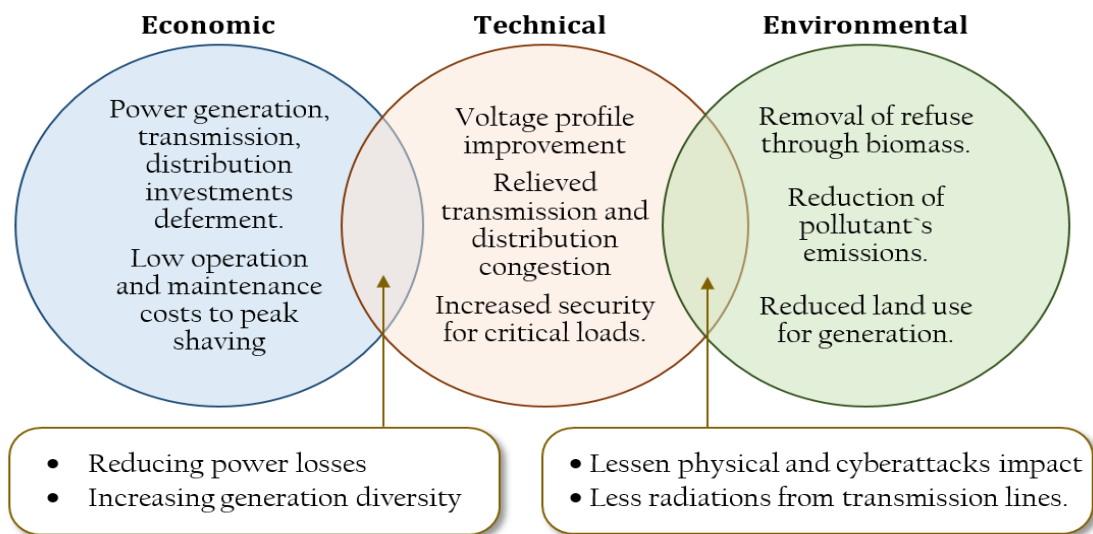 Economic
Technical
Environmental
Power generation,
transmission,
distribution
investments
deferment.
Low operation
and maintenance
costs to peak
shaving
Voltage profile
improvement
Relieved
transmission and
distribution
congestion
Increased security
for critical loads.
Removal of refuse
through biomass.
Reduction of
pollutant`s
emissions.
Reduced land use
for generation.
• Reducing power losses
• Increasing generation diversity
• Lessen physical and cyberattacks impact
• Less radiations from transmission lines.